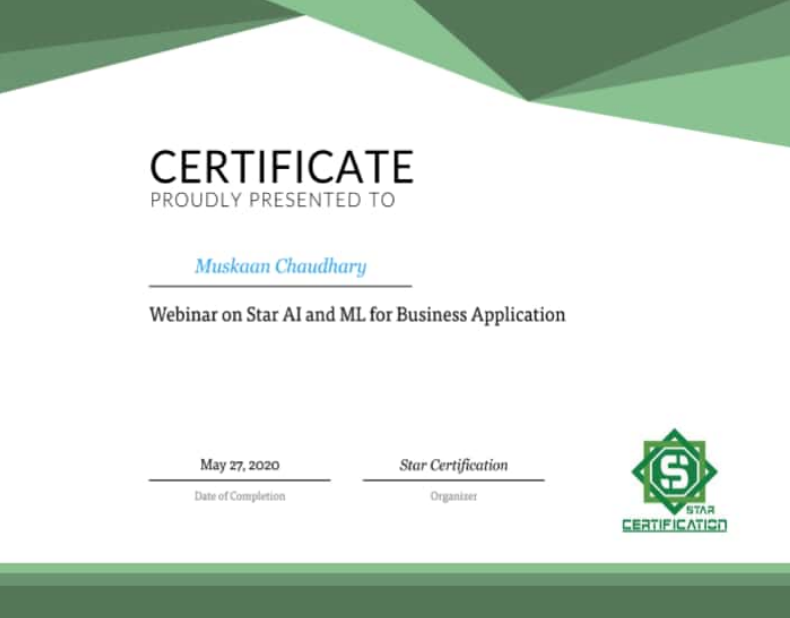 CERTIFICATE
PROUDLY PRESENTED TO
Muskaan Chaudhary
Webinar on Star AI and ML for Business Application
May 27, 2020
Star Certification
Date of Completion
Organizer
S
STAR
CERTIFICATION